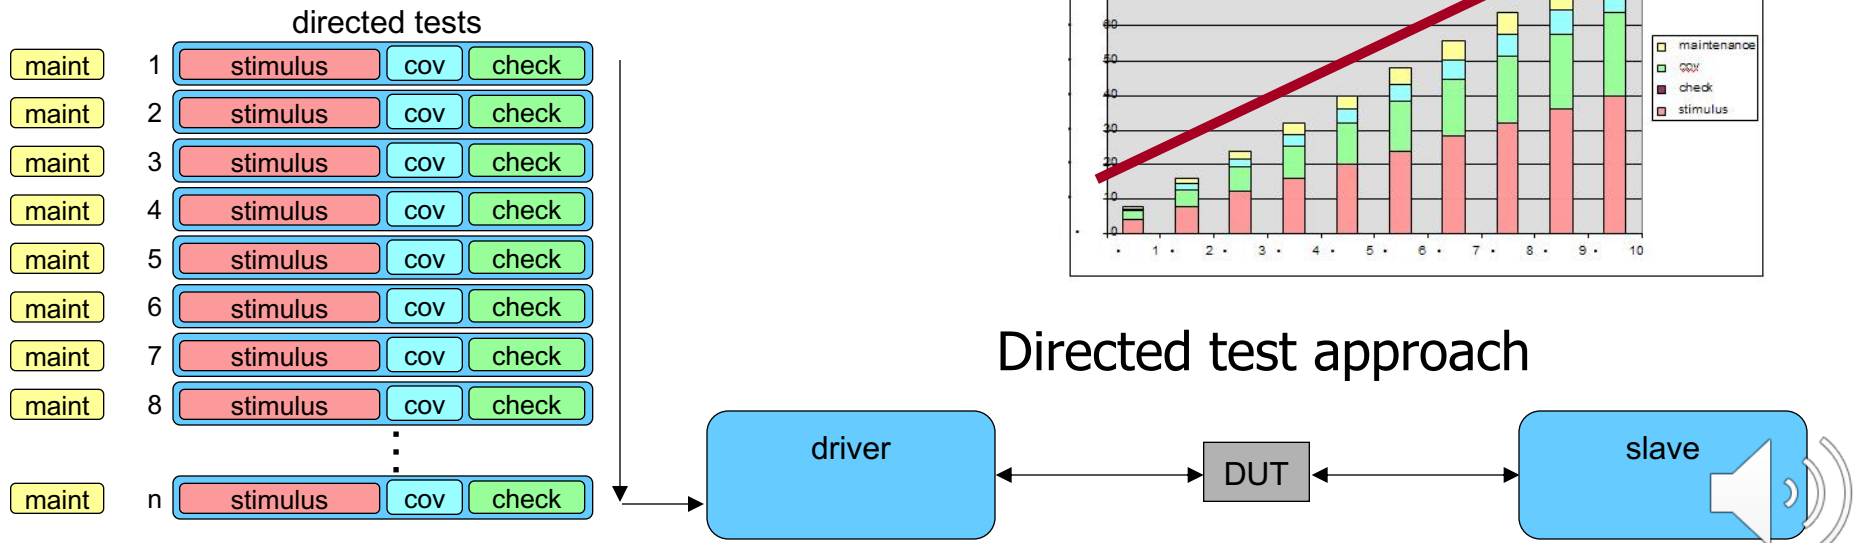 directed tests
maint 1 stimulus cov check
maint 2 stimulus cov check
maint 3 stimulus cov check
maint 4 stimulus cov check
maint 5 stimulus cov check
maint 6 stimulus cov check
maint 7 stimulus cov check
maint 8 stimulus cov check
maint n stimulus cov check
60
50
40
30
20
10
0
1 2 3 4 5 6 7 8 9 10
maintenance
cov
check
stimulus
Directed test approach
driver
DUT
slave